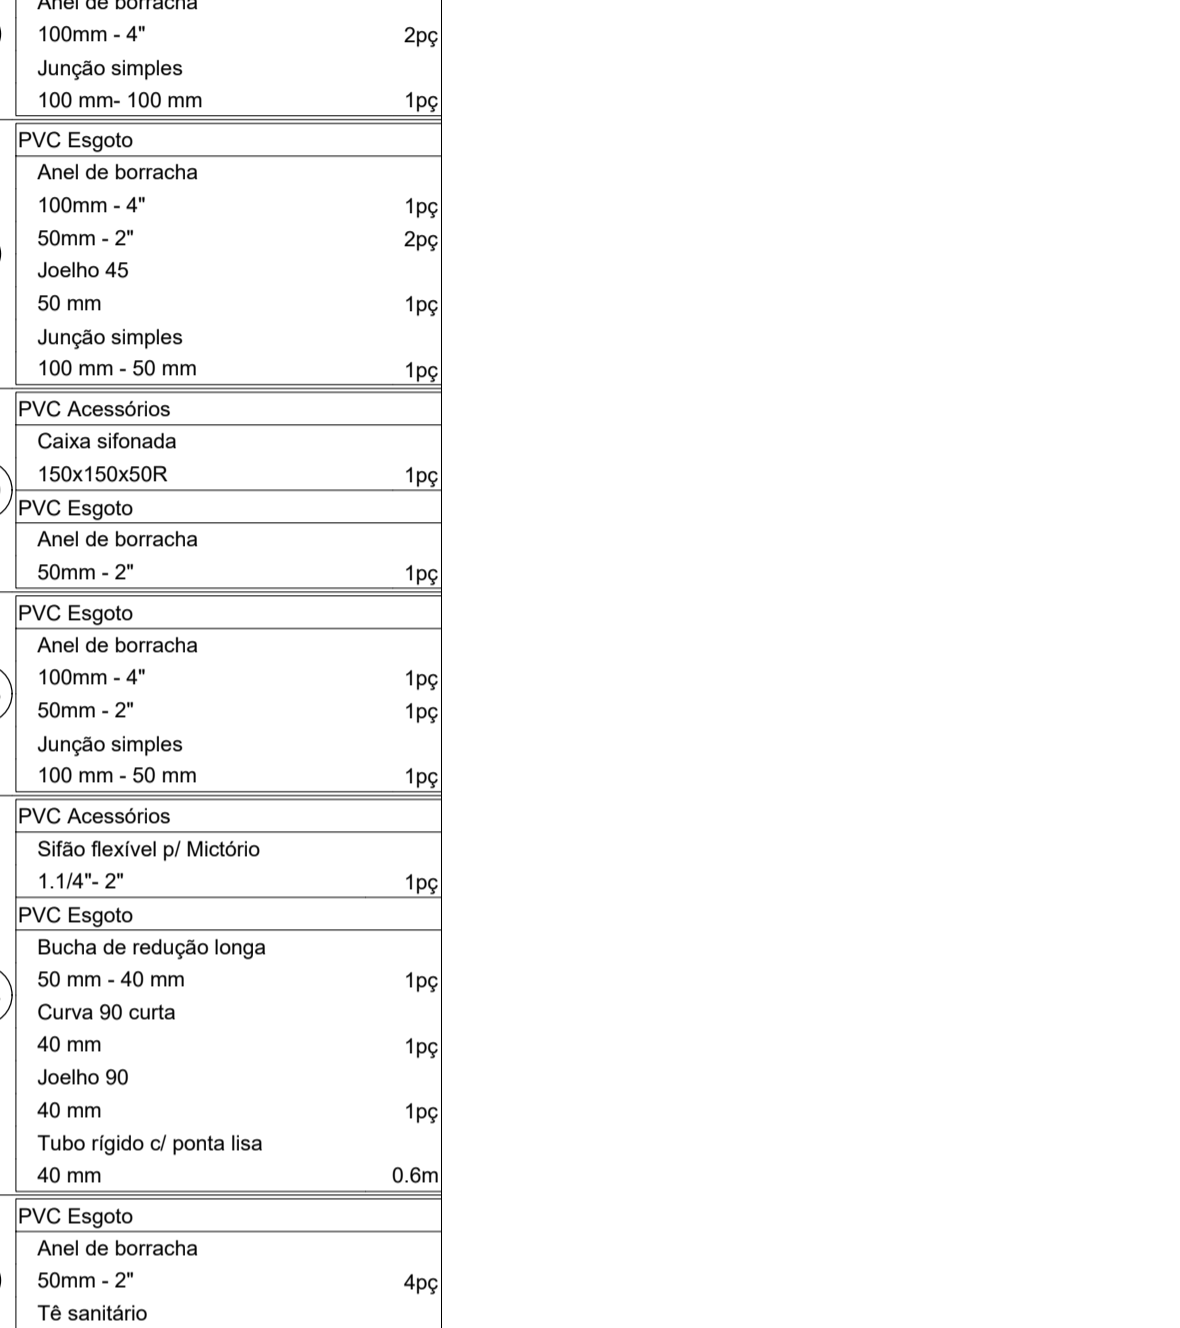 Anel de borracha
100mm - 4" 2pç
Junção simples
100 mm- 100 mm 1pç
PVC Esgoto
Anel de borracha
100mm - 4" 1pç
50mm - 2" 2pç
Joelho 45
50 mm 1pç
Junção simples
100 mm - 50 mm 1pç
PVC Acessórios
Caixa sifonada
150x150x50R 1pç
PVC Esgoto
Anel de borracha
50mm - 2" 1pç
PVC Esgoto
Anel de borracha
100mm - 4" 1pç
50mm - 2" 1pç
Junção simples
100 mm - 50 mm 1pç
PVC Acessórios
Sifão flexível p/ Mictório
1.1/4"- 2" 1pç
PVC Esgoto
Bucha de redução longa
50 mm - 40 mm 1pç
Curva 90 curta
40 mm 1pç
Joelho 90
40 mm 1pç
Tubo rígido c/ ponta lisa
40 mm 0.6m
PVC Esgoto
Anel de borracha
50mm - 2" 4pç
Tê sanitário